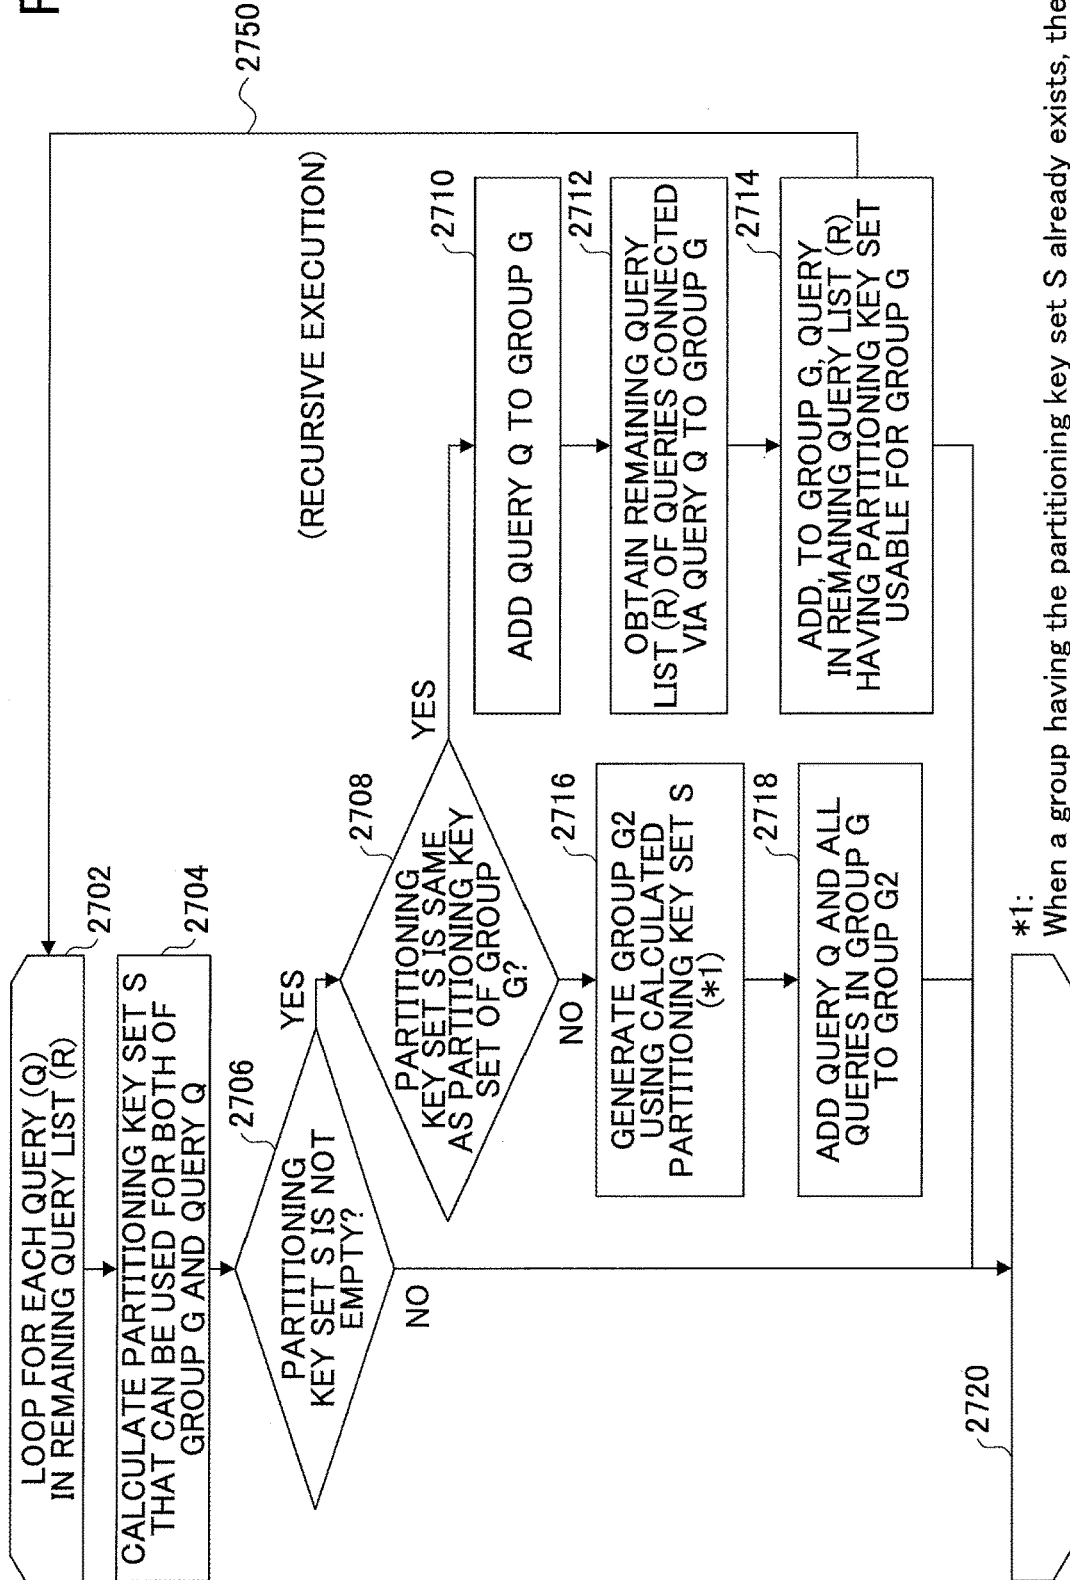 F
2750
(RECURSIVE EXECUTION)
LOOP FOR EACH QUERY (Q)
IN REMAINING QUERY LIST (R)
2702
CALCULATE PARTITIONING KEY SET S
THAT CAN BE USED FOR BOTH OF
GROUP G AND QUERY Q
2704
PARTITIONING
KEY SET S IS NOT
EMPTY?
2706
YES
NO
PARTITIONING
KEY SET S IS SAME
AS PARTITIONING KEY
SET OF GROUP
G?
2708
YES
NO
ADD QUERY Q TO GROUP G
2710
OBTAIN REMAINING QUERY
LIST (R) OF QUERIES CONNECTED
VIA QUERY Q TO GROUP G
2712
ADD, TO GROUP G, QUERY
IN REMAINING QUERY LIST (R)
HAVING PARTITIONING KEY SET
USABLE FOR GROUP G
2714
GENERATE GROUP G2
USING CALCULATED
PARTITIONING KEY SET S
(*1)
2716
ADD QUERY Q AND ALL
QUERIES IN GROUP G
TO GROUP G2
2718
2720
*1:
When a group having the partitioning key set S already exists, the